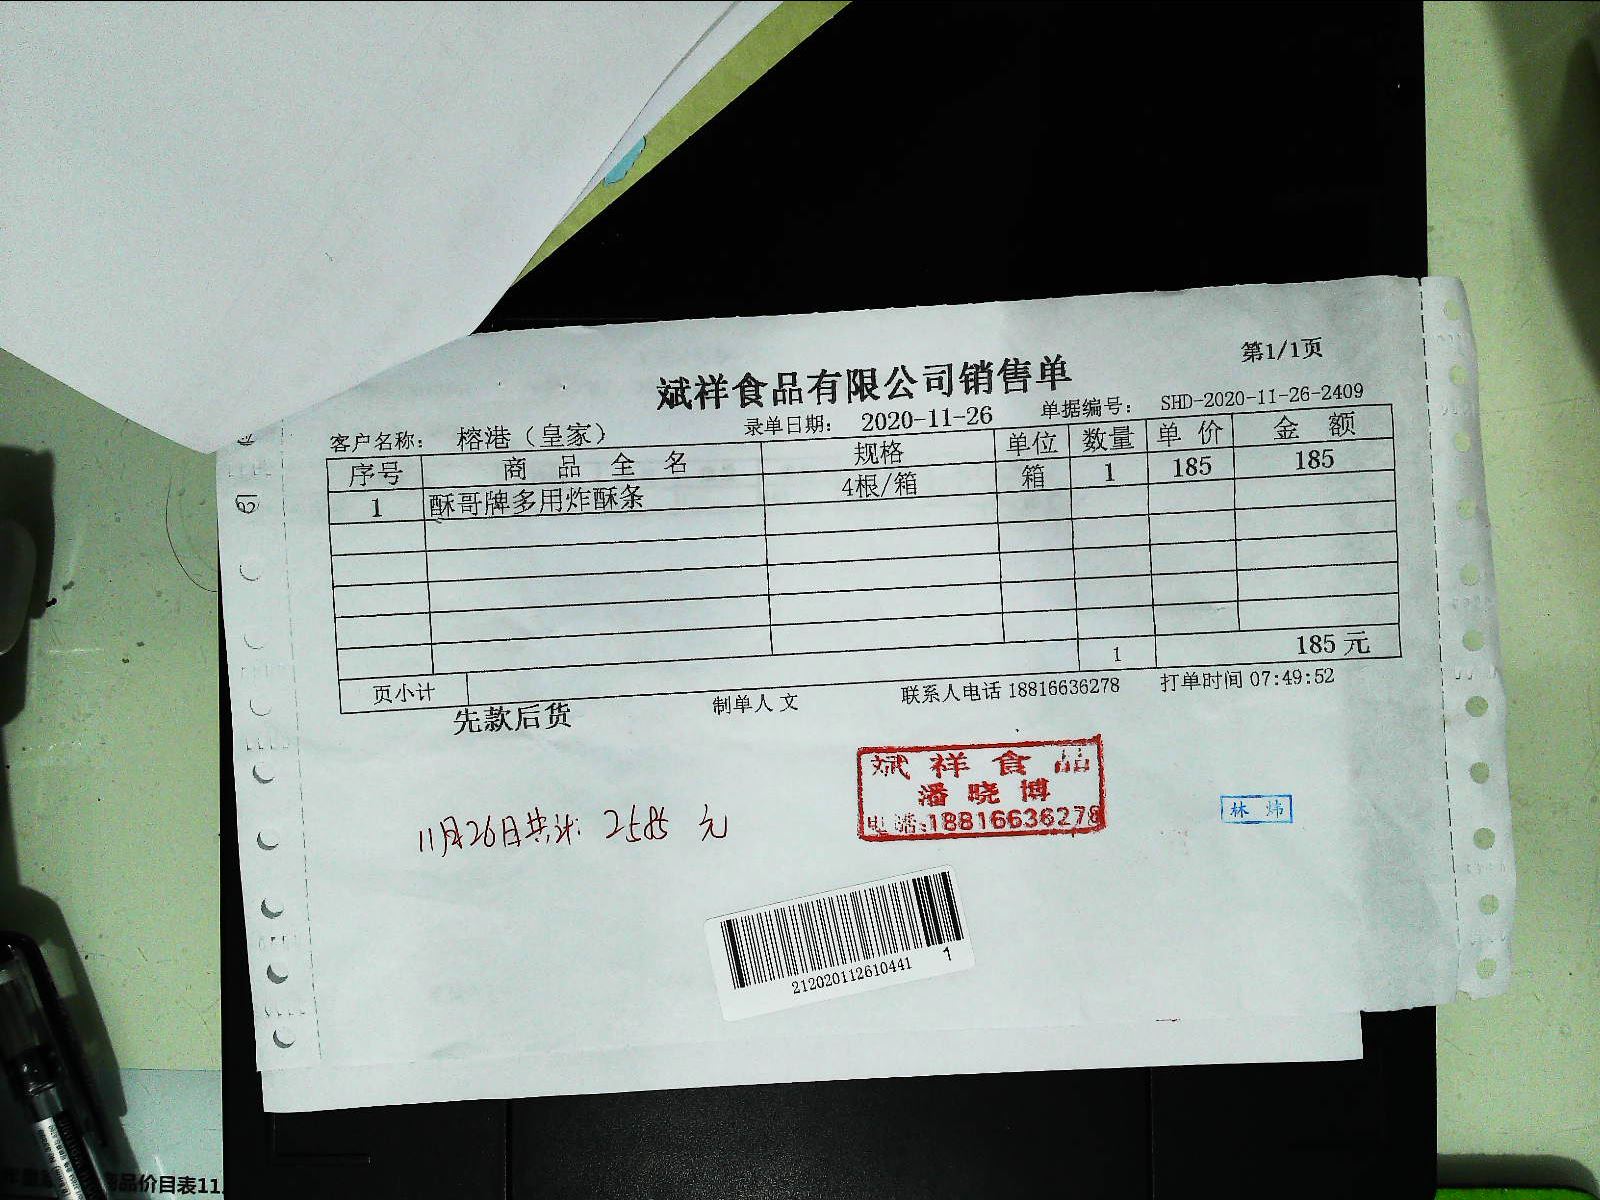 第1/1页
斌祥食品有限公司销售单
客户名称: 榕港（皇家） 录单日期: 2020-11-26 单据编号: SHD-2020-11-26-2409
序号 商品全名 规格 单位 数量 单价 金额
1 酥哥牌多用炸酥条 4根/箱 箱 1 185 185
页小计 1 185元
先款后货 制单人 文 联系人电话 18816636278 打单时间 07:49:52
斌祥食品
潘晓博
电话:18816636278
林炜
11月26日共计: 2585 元
212020112610441 1
品价目表11